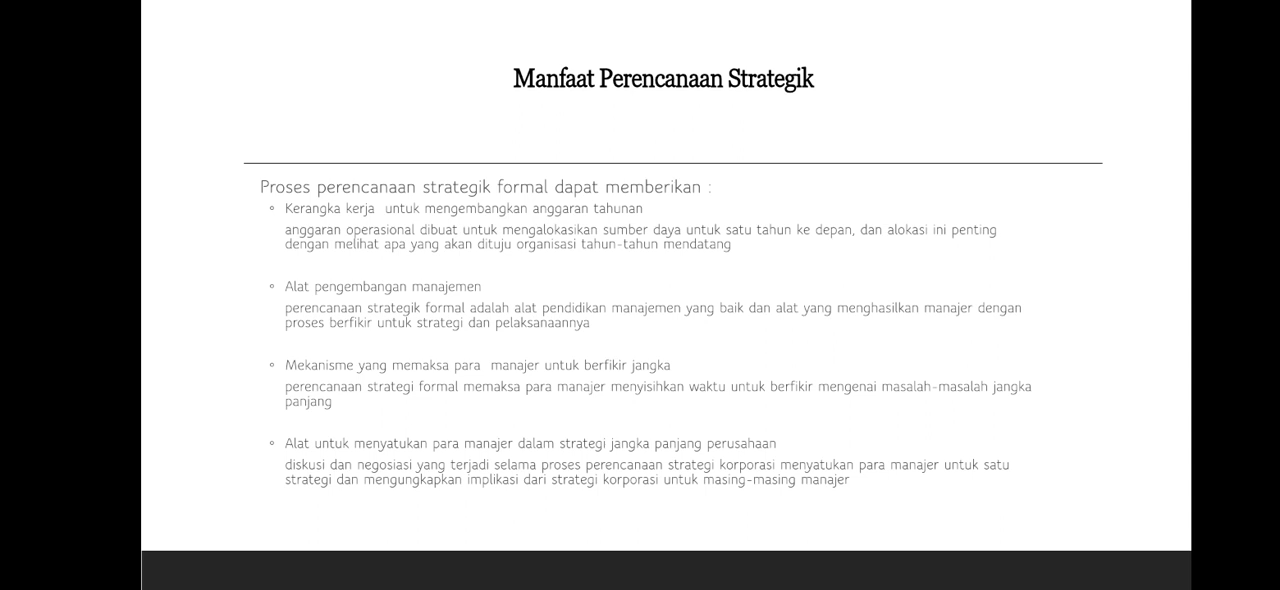 Manfaat Perencanaan Strategik
Proses perencanaan strategik formal dapat memberikan :
◦ Kerangka kerja untuk mengembangkan anggaran tahunan
anggaran operasional dibuat untuk mengalokasikan sumber daya untuk satu tahun ke depan, dan alokasi ini penting
dengan melihat apa yang akan dituju organisasi tahun-tahun mendatang
◦ Alat pengembangan manajemen
perencanaan strategik formal adalah alat pendidikan manajemen yang baik dan alat yang menghasilkan manajer dengan
proses berfikir untuk strategi dan pelaksanaannya
◦ Mekanisme yang memaksa para manajer untuk berfikir jangka
perencanaan strategi formal memaksa para manajer menyisihkan waktu untuk berfikir mengenai masalah-masalah jangka
panjang
◦ Alat untuk menyatukan para manajer dalam strategi jangka panjang perusahaan
diskusi dan negosiasi yang terjadi selama proses perencanaan strategi korporasi menyatukan para manajer untuk satu
strategi dan mengungkapkan implikasi dari strategi korporasi untuk masing-masing manajer